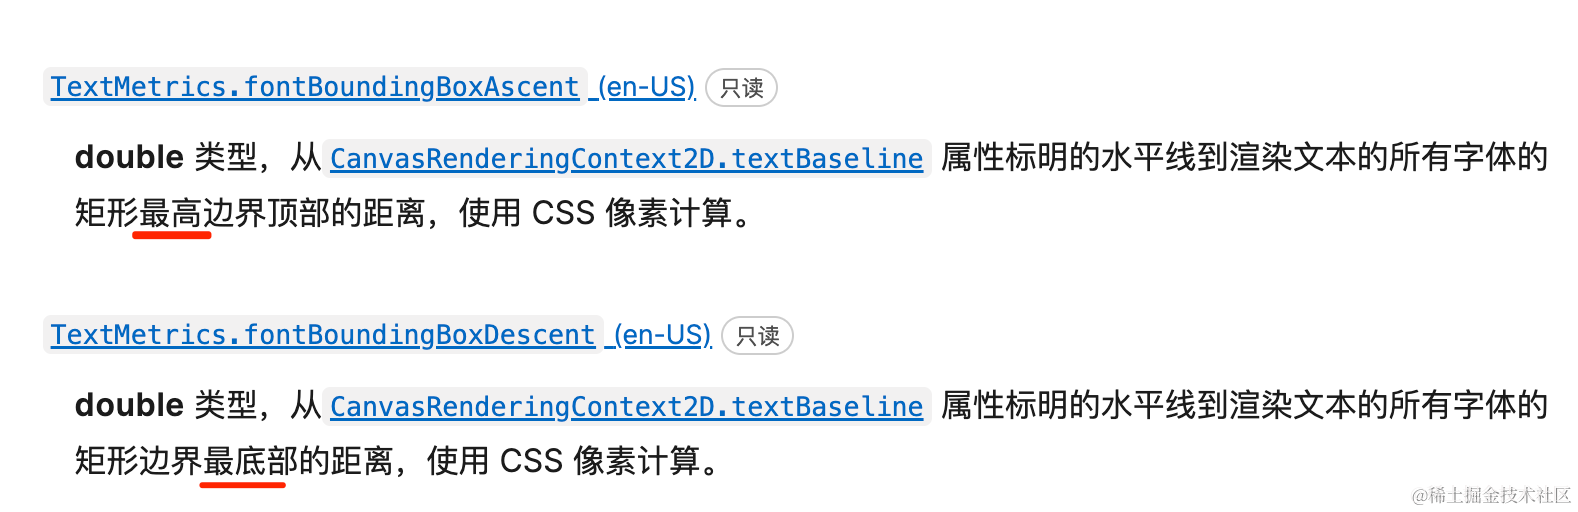 TextMetrics.fontBoundingBoxAscent (en-US) 只读
double 类型，从 CanvasRenderingContext2D.textBaseline 属性标明的水平线到渲染文本的所有字体的
矩形最高边界顶部的距离，使用 CSS 像素计算。
TextMetrics.fontBoundingBoxDescent (en-US) 只读
double 类型，从 CanvasRenderingContext2D.textBaseline 属性标明的水平线到渲染文本的所有字体的
矩形边界最底部的距离，使用 CSS 像素计算。
@稀土掘金技术社区